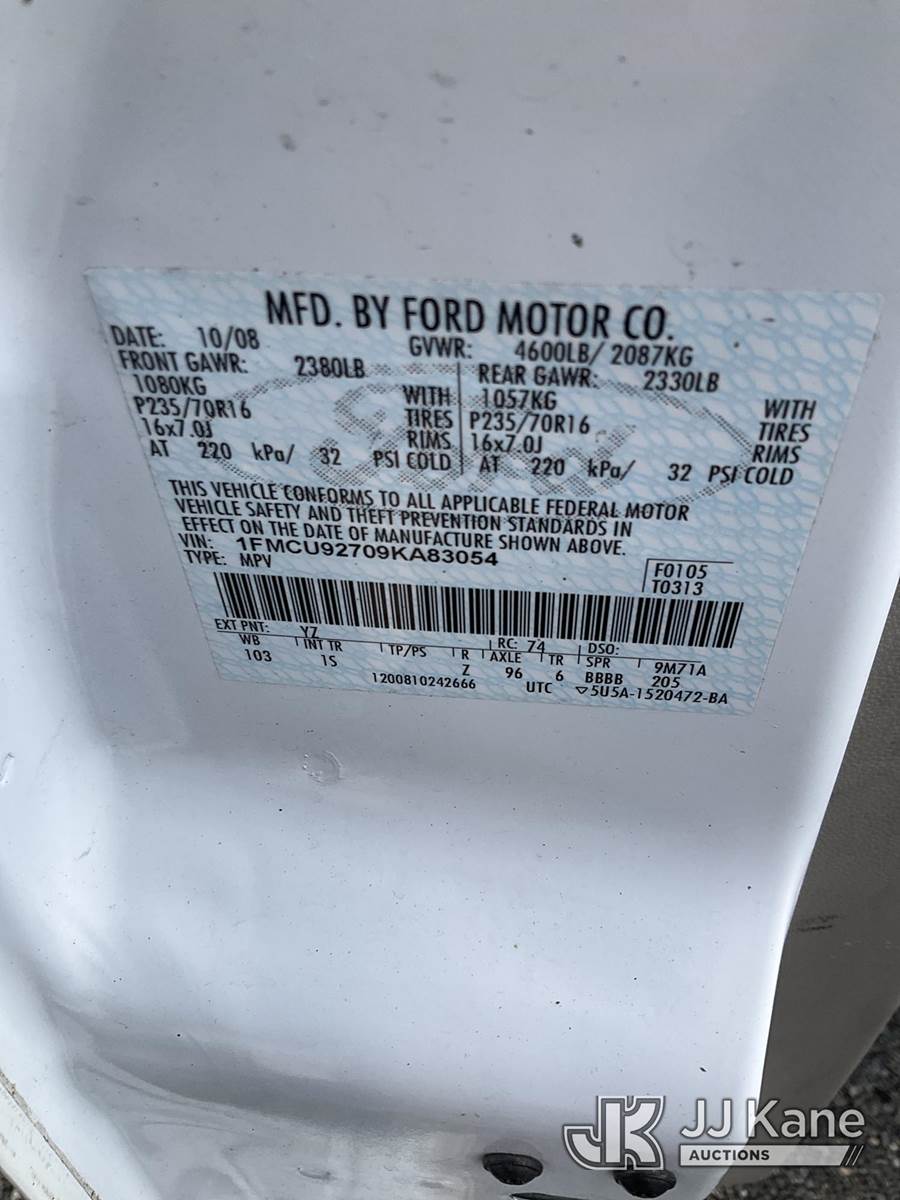 MFD. BY FORD MOTOR CO.
DATE: 10/08 GVWR: 4600LB/ 2087KG
FRONT GAWR: 2380LB REAR GAWR: 2330LB
1080KG WITH 1057KG WITH
P235/70R16 TIRES P235/70R16 TIRES
16x7.0J RIMS 16x7.0J RIMS
AT 220 kPa/ 32 PSI COLD AT 220 kPa/ 32 PSI COLD
THIS VEHICLE CONFORMS TO ALL APPLICABLE FEDERAL MOTOR
VEHICLE SAFETY AND THEFT PREVENTION STANDARDS IN
EFFECT ON THE DATE OF MANUFACTURE SHOWN ABOVE.
VIN: 1FMCU92709KA83054
TYPE: MPV
F0105
T0313
EXT PNT: YZ RC: 74 DSO:
WB INT TR TP/PS R AXLE TR SPR 9M71A
103 1S Z 96 6 BBBB 205
1200810242666 UTC ▽5U5A-1520472-BA
Ford
JK JJ Kane
AUCTIONS